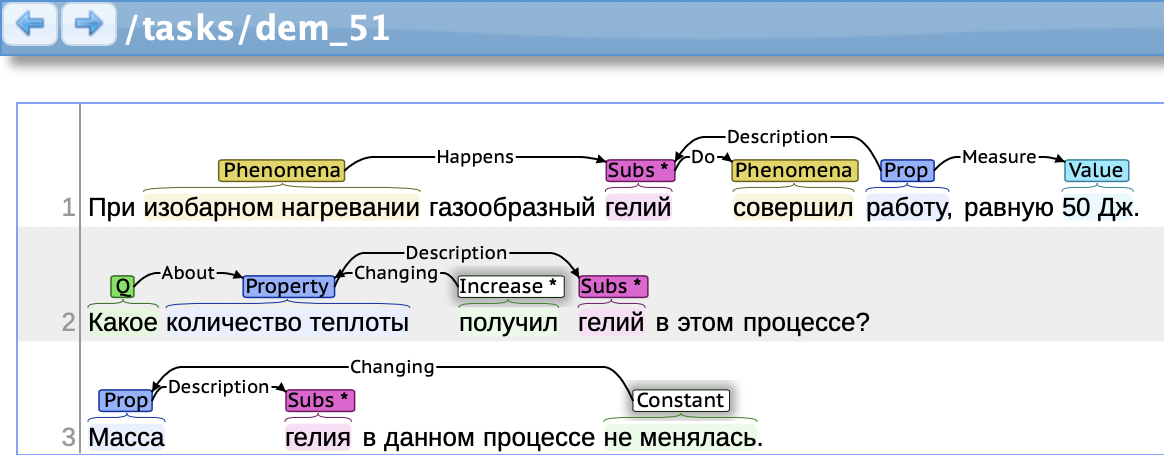 /tasks/dem_51
Description
Phenomena Happens Subs * Do Phenomena Prop Measure Value
1 При изобарном нагревании газообразный гелий совершил работу, равную 50 Дж.
Description
Q About Property Changing Increase * Subs *
2 Какое количество теплоты получил гелий в этом процессе?
Changing
Prop Description Subs * Constant
3 Масса гелия в данном процессе не менялась.